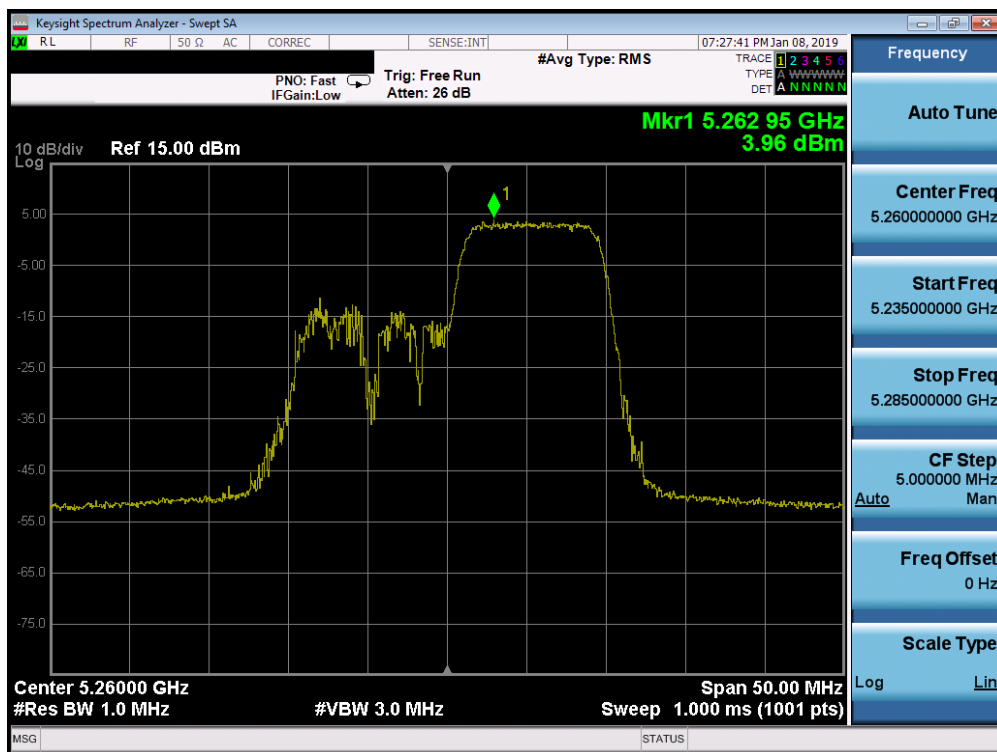 Keysight Spectrum Analyzer - Swept SA
LXI RL RF 50 Ω AC CORREC SENSE:INT 07:27:41 PM Jan 08, 2019
#Avg Type: RMS TRACE 1 2 3 4 5 6
PNO: Fast Trig: Free Run TYPE A WWWWW
IFGain:Low Atten: 26 dB DET A N N N N N
Mkr1 5.262 95 GHz
3.96 dBm
10 dB/div Ref 15.00 dBm
Log
1
5.00
-5.00
-15.0
-25.0
-35.0
-45.0
-55.0
-65.0
-75.0
Center 5.26000 GHz Span 50.00 MHz
#Res BW 1.0 MHz #VBW 3.0 MHz Sweep 1.000 ms (1001 pts)
MSG STATUS
Frequency
Auto Tune
Center Freq
5.260000000 GHz
Start Freq
5.235000000 GHz
Stop Freq
5.285000000 GHz
CF Step
5.000000 MHz
Auto Man
Freq Offset
0 Hz
Scale Type
Log Lin